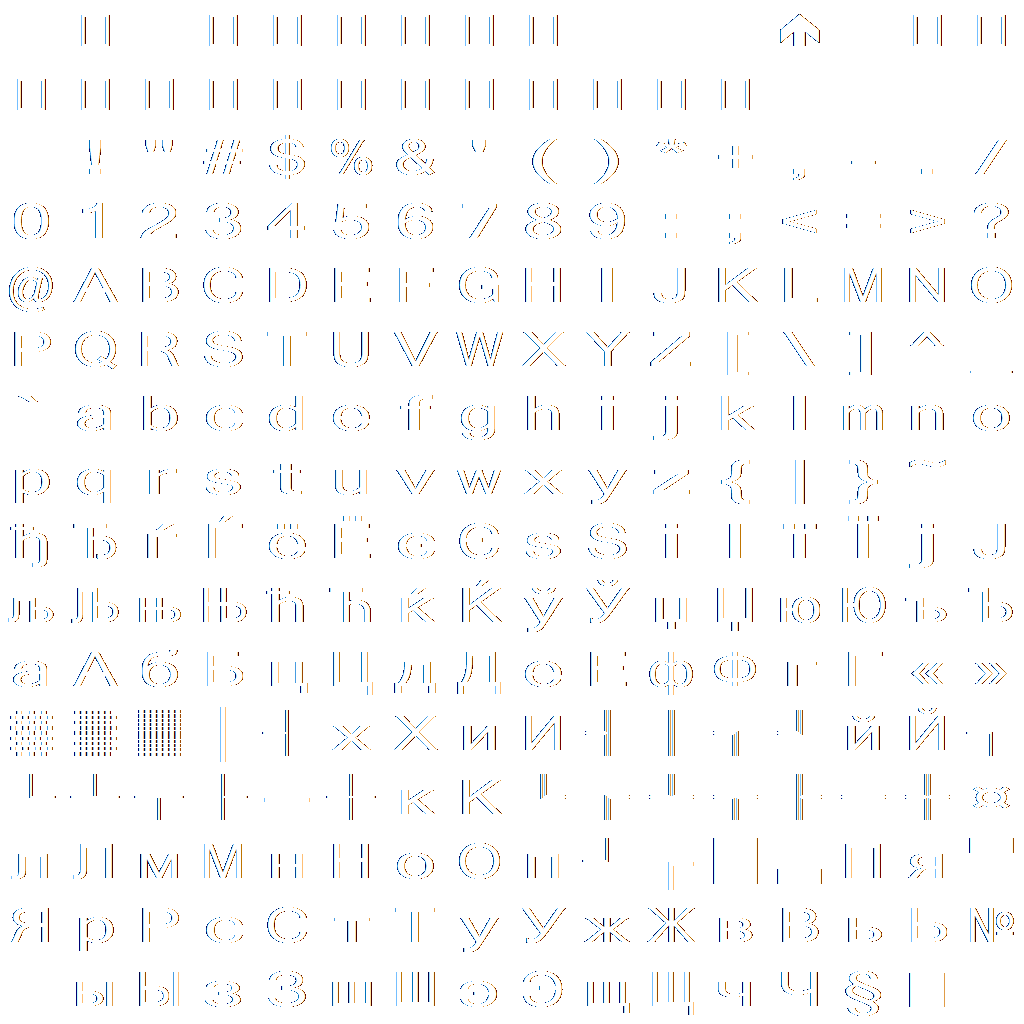 ! " # $ % & ' ( ) * + , - . /
0 1 2 3 4 5 6 7 8 9 : ; < = > ?
@ A B C D E F G H I J K L M N O
P Q R S T U V W X Y Z [ \ ] ^ _
` a b c d e f g h i j k l m n o
p q r s t u v w x y z { | } ~
ђ Ђ ѓ Ѓ ё Ё є Є ѕ Ѕ і І ї Ї ј Ј
љ Љ њ Њ ћ Ћ ќ Ќ ў Ў џ Џ ю Ю ъ Ъ
а А б Б ц Ц д Д е Е ф Ф г Г « »
░ ▒ ▓ │ ┤ х Х и И ╣ ║ ╗ ╝ й Й ┐
└ ┴ ┬ ├ ─ ┼ к К ╚ ╔ ╩ ╦ ╠ ═ ╬ ¤
л Л м М н Н о О п ┘ ┌ █ ▄ П я ▀
Я р Р с С т Т у У ж Ж в В ь Ь №
ы Ы з З ш Ш э Э щ Щ ч Ч § ■